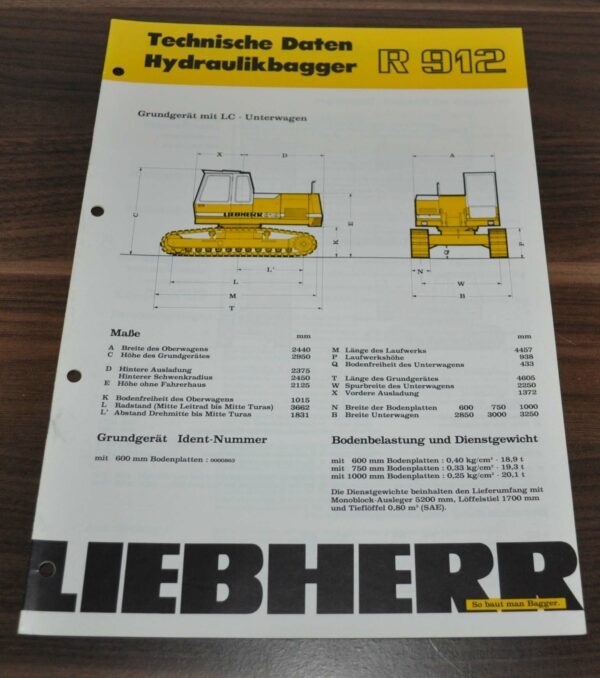 Technische Daten
Hydraulikbagger R 912
Grundgerät mit LC - Unterwagen
X D A
C E K P
LIEBHERR
L' N
L W
M B
T
Maße mm mm
A Breite des Oberwagens 2440
C Höhe des Grundgerätes 2950
D Hintere Ausladung 2375
Hinterer Schwenkradius 2450
E Höhe ohne Fahrerhaus 2125
K Bodenfreiheit des Oberwagens 1015
L Radstand (Mitte Leitrad bis Mitte Turas) 3662
L' Abstand Drehmitte bis Mitte Turas 1831
M Länge des Laufwerks 4457
P Laufwerkshöhe 938
Q Bodenfreiheit des Unterwagens 433
T Länge des Grundgerätes 4605
W Spurbreite des Unterwagens 2250
X Vordere Ausladung 1372
N Breite der Bodenplatten 600 750 1000
B Breite Unterwagen 2850 3000 3250
Grundgerät Ident-Nummer
mit 600 mm Bodenplatten :
Bodenbelastung und Dienstgewicht
mit 600 mm Bodenplatten : 0,40 kg/cm² - 18,9 t
mit 750 mm Bodenplatten : 0,33 kg/cm² - 19,3 t
mit 1000 mm Bodenplatten : 0,25 kg/cm² - 20,1 t
Die Dienstgewichte beinhalten den Lieferumfang mit
Monoblock-Ausleger 5200 mm, Löffelstiel 1700 mm
und Tieflöffel 0,80 m³ (SAE).
LIEBHERR
So baut man Bagger.